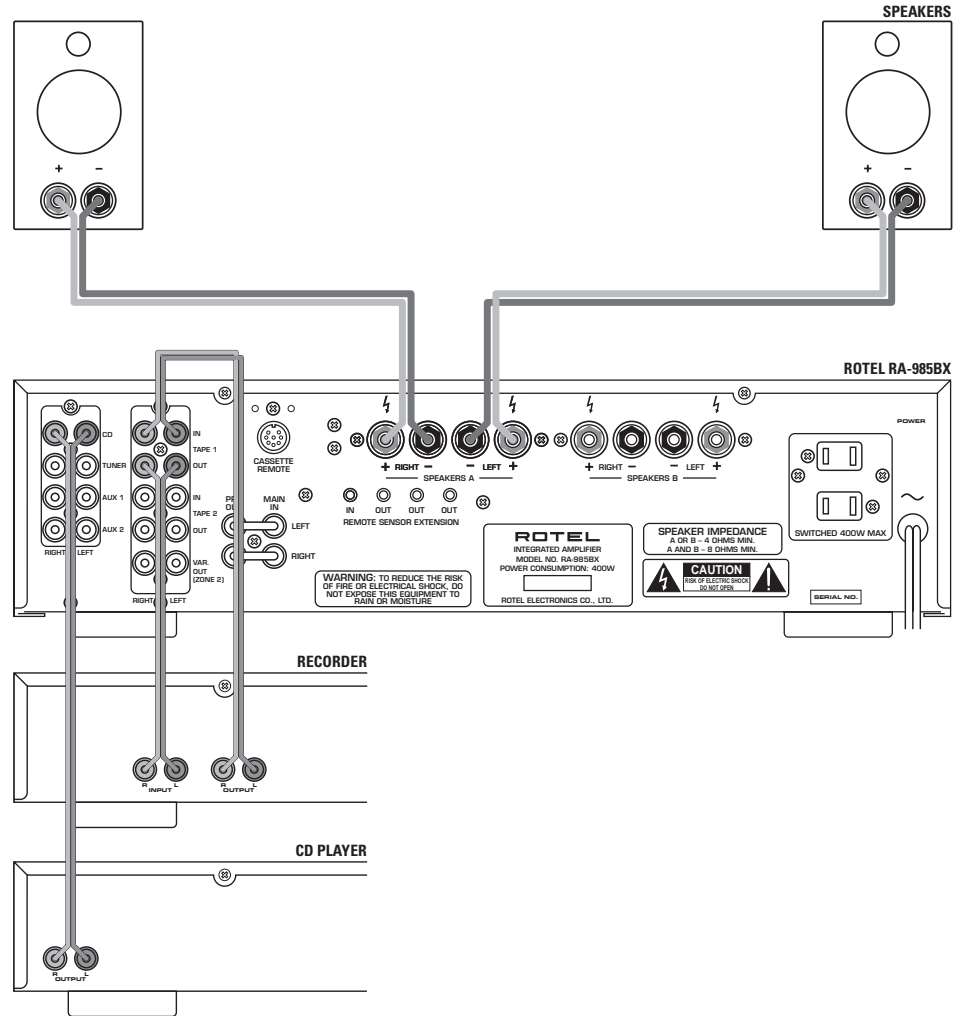 SPEAKERS
+ −
+ −
ROTEL RA-985BX
POWER
CD
TUNER
AUX 1
AUX 2
RIGHT LEFT
IN
TAPE 1
OUT
IN
TAPE 2
OUT
VAR.
OUT
(ZONE 2)
RIGHT LEFT
CASSETTE
REMOTE
MAIN
IN
LEFT
RIGHT
+ RIGHT −
− LEFT +
SPEAKERS A
+ RIGHT −
− LEFT +
SPEAKERS B
IN OUT OUT OUT
REMOTE SENSOR EXTENSION
WARNING: TO REDUCE THE RISK
OF FIRE OR ELECTRICAL SHOCK, DO
NOT EXPOSE THIS EQUIPMENT TO
RAIN OR MOISTURE
ROTEL
INTEGRATED AMPLIFIER
MODEL NO. RA-985BX
POWER CONSUMPTION: 400W
ROTEL ELECTRONICS CO., LTD.
SPEAKER IMPEDANCE
A OR B – 4 OHMS MIN.
A AND B – 8 OHMS MIN.
CAUTION
RISK OF ELECTRIC SHOCK
DO NOT OPEN
SWITCHED 400W MAX
SERIAL NO.
RECORDER
R L
INPUT
R L
OUTPUT
CD PLAYER
R L
OUTPUT